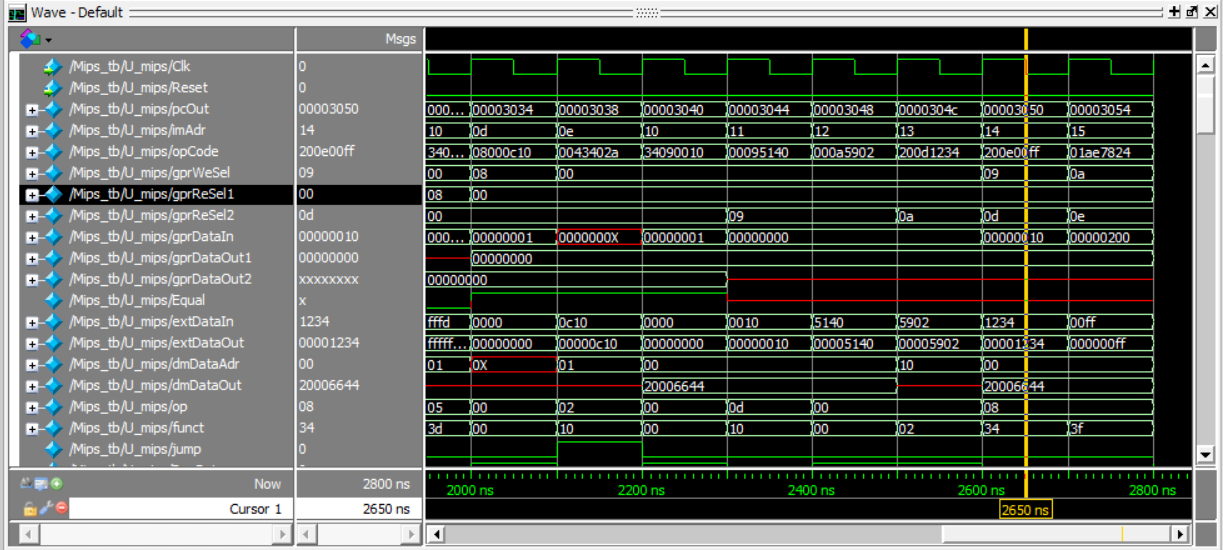 Wave - Default
Msgs
/Mips_tb/U_mips/Clk 0
/Mips_tb/U_mips/Reset 0
/Mips_tb/U_mips/pcOut 00003050 000... 00003034 00003038 00003040 00003044 00003048 0000304c 00003050 00003054
/Mips_tb/U_mips/imAdr 14 10 0d 0e 10 11 12 13 14 15
/Mips_tb/U_mips/opCode 200e00ff 340... 08000c10 0043402a 34090010 00095140 000a5902 200d1234 200e00ff 01ae7824
/Mips_tb/U_mips/gprWeSel 09 00 08 00 09 0a
/Mips_tb/U_mips/gprReSel1 00 08 00
/Mips_tb/U_mips/gprReSel2 0d 00 09 0a 0d 0e
/Mips_tb/U_mips/gprDataIn 00000010 000... 00000001 0000000X 00000001 00000000 00000010 00000200
/Mips_tb/U_mips/gprDataOut1 00000000 00000000
/Mips_tb/U_mips/gprDataOut2 xxxxxxxx 00000000
/Mips_tb/U_mips/Equal x
/Mips_tb/U_mips/extDataIn 1234 fffd 0000 0c10 0000 0010 5140 5902 1234 00ff
/Mips_tb/U_mips/extDataOut 00001234 fffff... 00000000 00000c10 00000000 00000010 00005140 00005902 00001234 000000ff
/Mips_tb/U_mips/dmDataAdr 00 01 0X 01 00 10 00
/Mips_tb/U_mips/dmDataOut 20006644 20006644 20006644
/Mips_tb/U_mips/op 08 05 00 02 00 0d 00 08
/Mips_tb/U_mips/funct 34 3d 00 10 00 10 00 02 34 3f
/Mips_tb/U_mips/jump 0
Now 2800 ns 2000 ns 2200 ns 2400 ns 2600 ns 2800 ns
Cursor 1 2650 ns 2650 ns